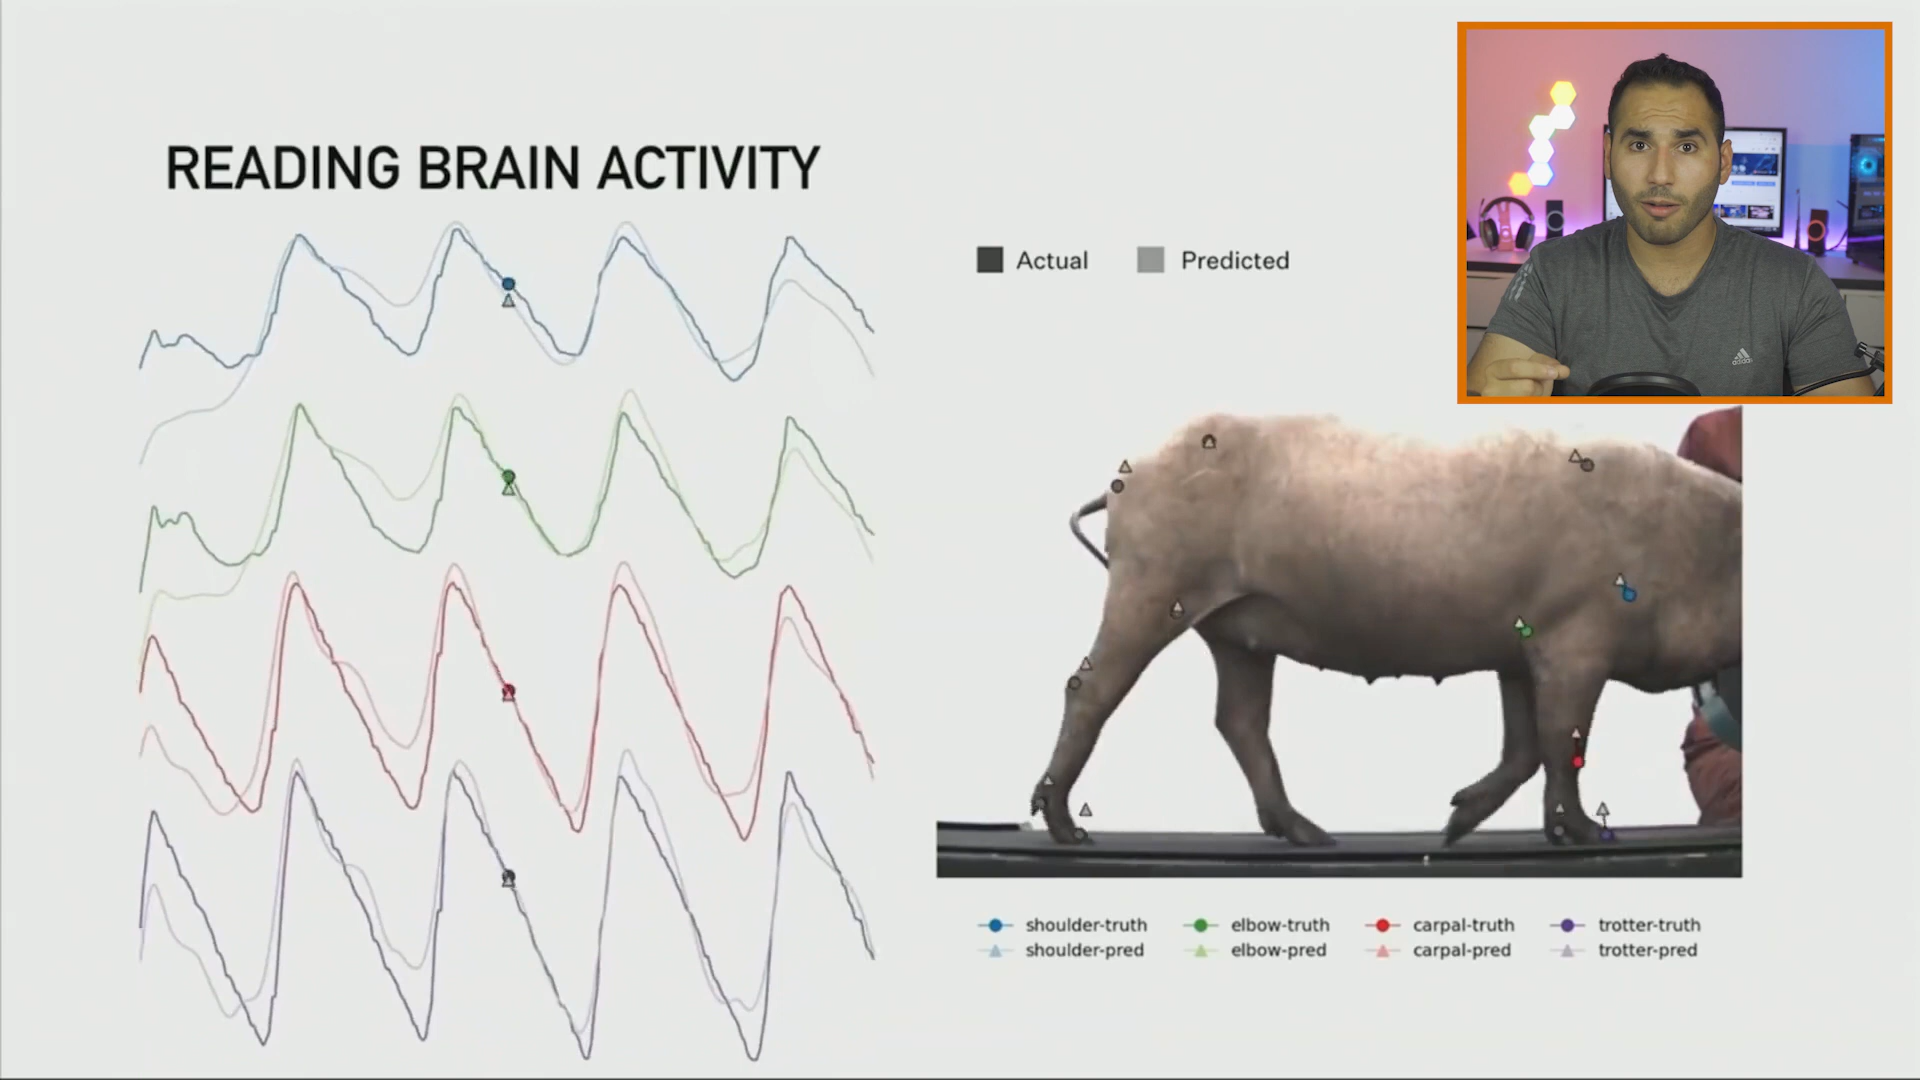 READING BRAIN ACTIVITY
Actual Predicted
adidas
shoulder-truth elbow-truth carpal-truth trotter-truth
shoulder-pred elbow-pred carpal-pred trotter-pred